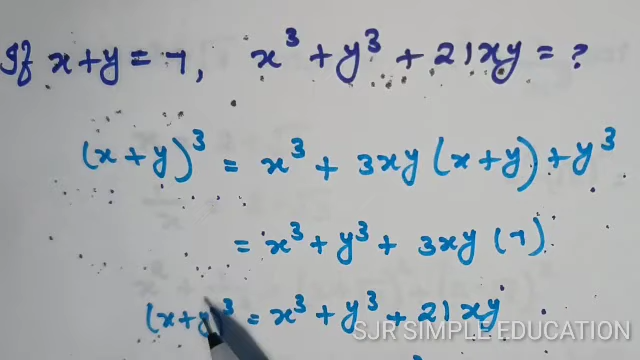 If x+y = 7, x³ + y³ + 21xy = ?
(x + y)³ = x³ + 3xy (x+y) + y³
= x³ + y³ + 3xy (7)
(x+y)³ = x³ + y³ + 21xy
SJR SIMPLE EDUCATION